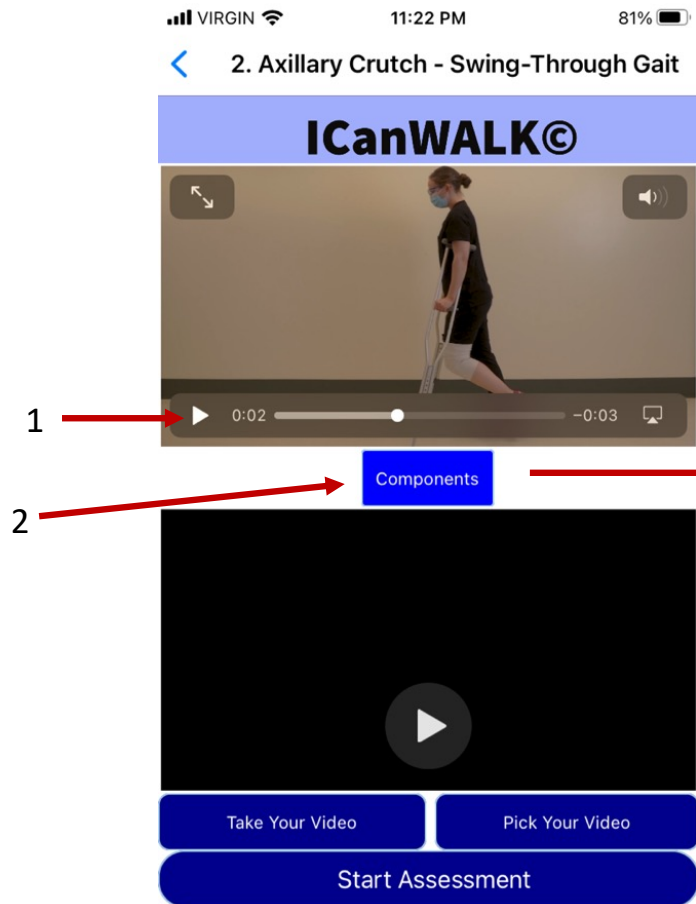 VIRGIN 11:22 PM 81%
2. Axillary Crutch - Swing-Through Gait
ICanWALK©
0:02 −0:03
1
Components
2
Take Your Video Pick Your Video
Start Assessment